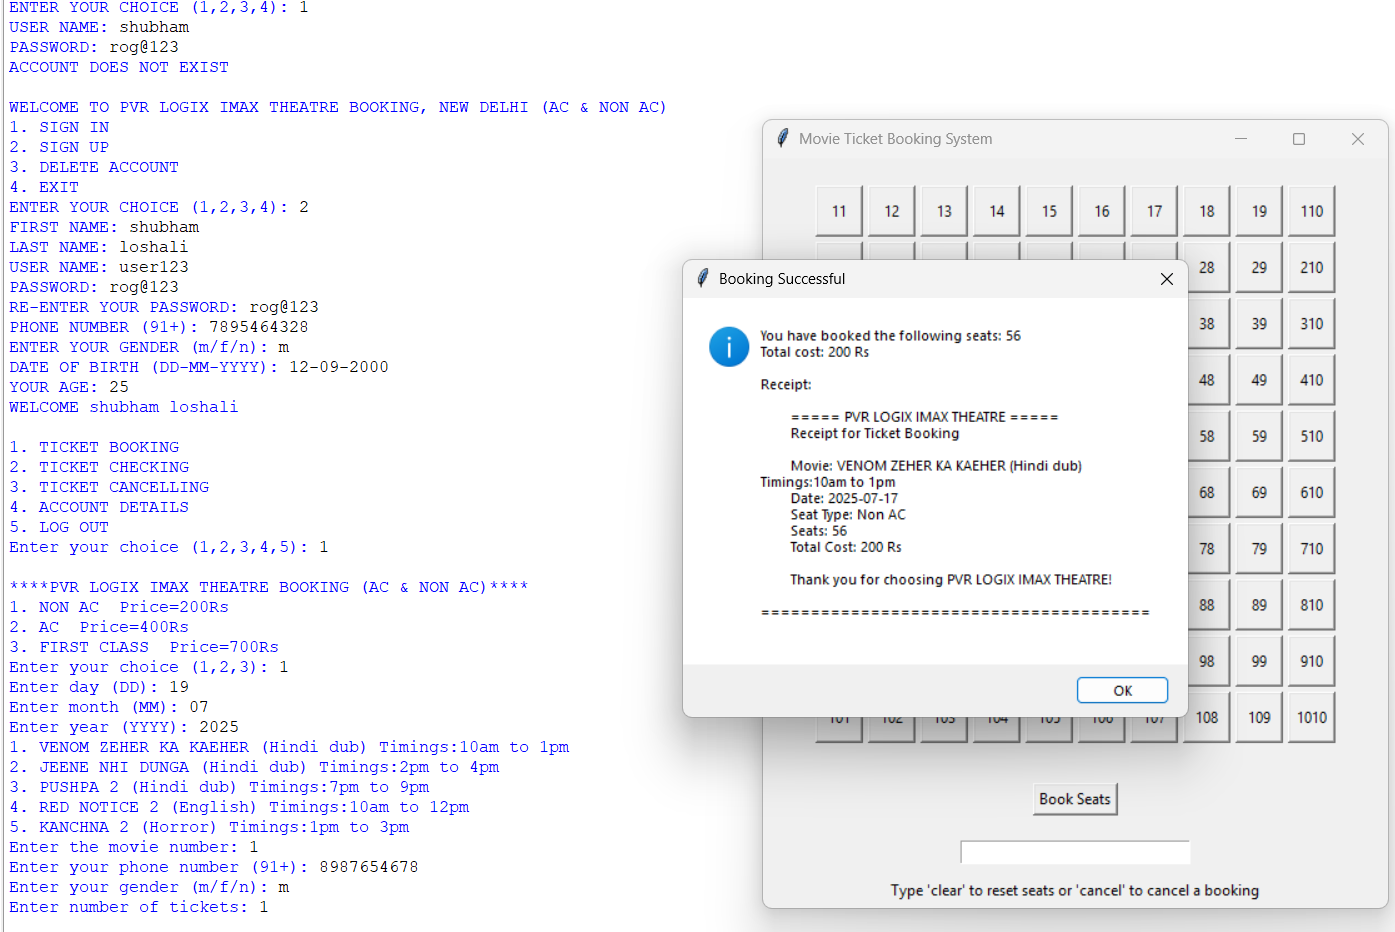 ENTER YOUR CHOICE (1,2,3,4): 1
USER NAME: shubham
PASSWORD: rog@123
ACCOUNT DOES NOT EXIST
WELCOME TO PVR LOGIX IMAX THEATRE BOOKING, NEW DELHI (AC & NON AC)
1. SIGN IN
2. SIGN UP
3. DELETE ACCOUNT
4. EXIT
ENTER YOUR CHOICE (1,2,3,4): 2
FIRST NAME: shubham
LAST NAME: loshali
USER NAME: user123
PASSWORD: rog@123
RE-ENTER YOUR PASSWORD: rog@123
PHONE NUMBER (91+): 7895464328
ENTER YOUR GENDER (m/f/n): m
DATE OF BIRTH (DD-MM-YYYY): 12-09-2000
YOUR AGE: 25
WELCOME shubham loshali
1. TICKET BOOKING
2. TICKET CHECKING
3. TICKET CANCELLING
4. ACCOUNT DETAILS
5. LOG OUT
Enter your choice (1,2,3,4,5): 1
****PVR LOGIX IMAX THEATRE BOOKING (AC & NON AC)****
1. NON AC  Price=200Rs
2. AC  Price=400Rs
3. FIRST CLASS  Price=700Rs
Enter your choice (1,2,3): 1
Enter day (DD): 19
Enter month (MM): 07
Enter year (YYYY): 2025
1. VENOM ZEHER KA KAEHER (Hindi dub) Timings:10am to 1pm
2. JEENE NHI DUNGA (Hindi dub) Timings:2pm to 4pm
3. PUSHPA 2 (Hindi dub) Timings:7pm to 9pm
4. RED NOTICE 2 (English) Timings:10am to 12pm
5. KANCHNA 2 (Horror) Timings:1pm to 3pm
Enter the movie number: 1
Enter your phone number (91+): 8987654678
Enter your gender (m/f/n): m
Enter number of tickets: 1
Movie Ticket Booking System
11 12 13 14 15 16 17 18 19 110
28 29 210
38 39 310
48 49 410
58 59 510
68 69 610
78 79 710
88 89 810
98 99 910
101 102 103 104 105 106 107 108 109 1010
Book Seats
Type 'clear' to reset seats or 'cancel' to cancel a booking
Booking Successful
You have booked the following seats: 56
Total cost: 200 Rs
Receipt:
===== PVR LOGIX IMAX THEATRE =====
Receipt for Ticket Booking
Movie: VENOM ZEHER KA KAEHER (Hindi dub)
Timings:10am to 1pm
Date: 2025-07-17
Seat Type: Non AC
Seats: 56
Total Cost: 200 Rs
Thank you for choosing PVR LOGIX IMAX THEATRE!
=======================================
OK